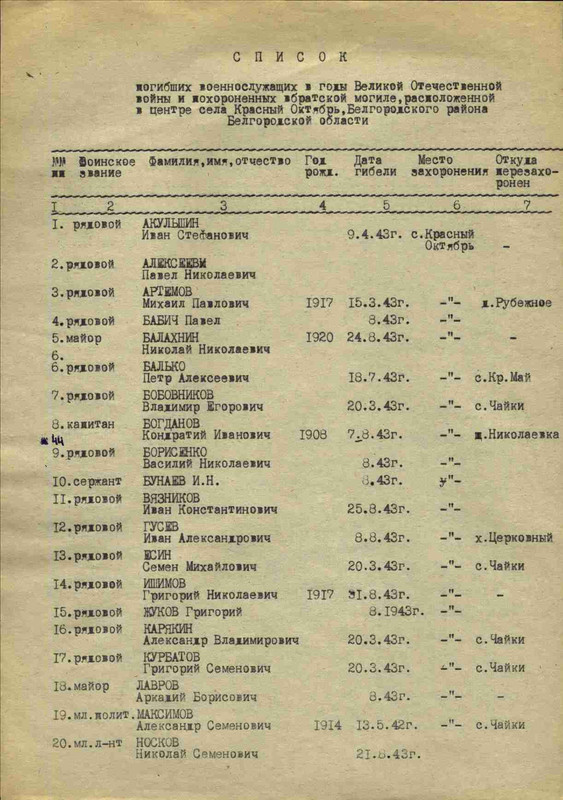 С П И С О К
погибших военнослужащих в годы Великой Отечественной
войны и похороненных вбратской могиле,расположенной
в центре села Красный Октябрь,Белгородского района
Белгородской области
№№ Воинское Фамилия,имя,отчество Год Дата Место Откуда
пп звание рожд. гибели захоронения перезахо-
ронен
I 2 3 4 5 6 7
I. рядовой АКУЛЬШИН
Иван Стефанович 9.4.43г. с.Красный
Октябрь –
2.рядовой АЛЕКСЕЕВ
Павел Николаевич
3.рядовой АРТЕМОВ
Михаил Павлович 1917 15.3.43г. -"- д.Рубежное
4.рядовой БАБИЧ Павел 8.43г. -"-
5.майор БАЛАХНИН 1920 24.8.43г. -"- –
6. Николай Николаевич
6.рядовой БАЛЬКО
Петр Алексеевич 18.7.43г. -"- с.Кр.Май
7.рядовой БОБОВНИКОВ
Владимир Егорович 20.3.43г. -"- с.Чайки
8.капитан БОГДАНОВ
44 Кондратий Иванович 1908 7.8.43г. -"- Николаевка
9.рядовой БОРИСЕНКО
Василий Николаевич 8.43г. -"-
10.сержант БУНАЕВ И.Н. 8.43г. -"-
II.рядовой ВЯЗНИКОВ
Иван Константинович 25.8.43г. -"-
12.рядовой ГУСЕВ
Иван Александрович 8.8.43г. -"- х.Церковный
13.рядовой ЕСИН
Семен Михайлович 20.3.43г. -"- с.Чайки
14.рядовой ИШИМОВ
Григорий Николаевич 1917 31.8.43г. -"- –
15.рядовой ЖУКОВ Григорий 8.1943г. -"-
16.рядовой КАРЯКИН
Александр Владимирович 20.3.43г. -"- с.Чайки
17.рядовой КУРБАТОВ
Григорий Семенович 20.3.43г. -"- с.Чайки
18.майор ЛАВРОВ
Аркадий Борисович 8.43г. -"- –
19.мл.полит.МАКСИМОВ
Александр Семенович 1914 13.5.42г. -"- с.Чайки
20.мл.л-нт НОСКОВ
Николай Семенович 21.8.43г.